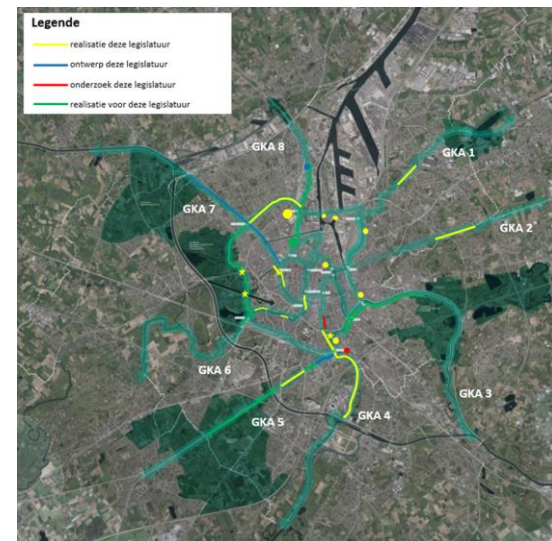 Legende
realisatie deze legislatuur
ontwerp deze legislatuur
onderzoek deze legislatuur
realisatie voor deze legislatuur
GKA 8
GKA 1
GKA 7
GKA 2
GKA 6
GKA 3
GKA 5
GKA 4